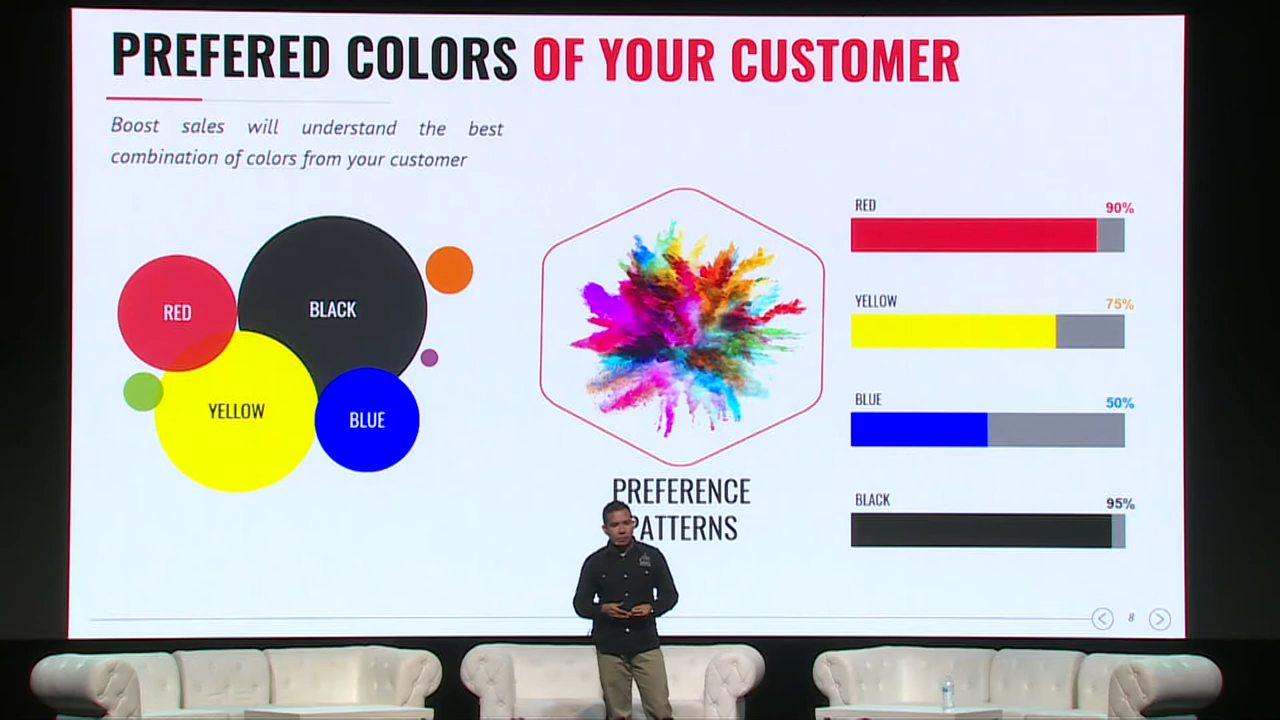 PREFERED COLORS OF YOUR CUSTOMER
Boost sales will understand the best
combination of colors from your customer
RED
BLACK
YELLOW
BLUE
PREFERENCE
PATTERNS
RED 90%
YELLOW 75%
BLUE 50%
BLACK 95%
8